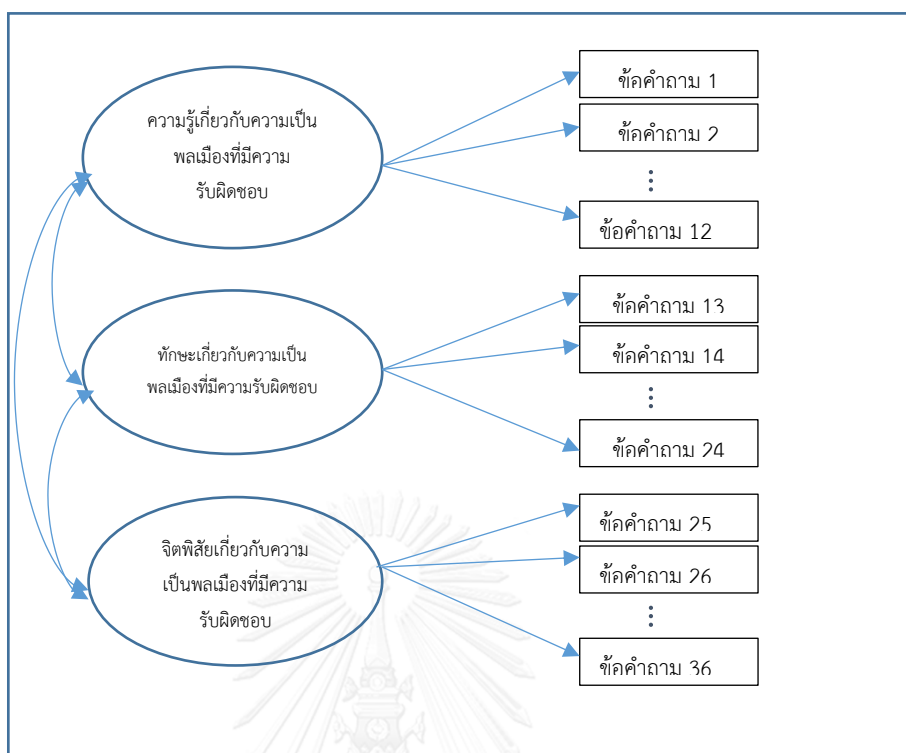 ความรู้เกี่ยวกับความเป็น
พลเมืองที่มีความ
รับผิดชอบ
ข้อคำถาม 1
ข้อคำถาม 2
⋮
ข้อคำถาม 12
ทักษะเกี่ยวกับความเป็น
พลเมืองที่มีความรับผิดชอบ
ข้อคำถาม 13
ข้อคำถาม 14
⋮
ข้อคำถาม 24
จิตพิสัยเกี่ยวกับความ
เป็นพลเมืองที่มีความ
รับผิดชอบ
ข้อคำถาม 25
ข้อคำถาม 26
⋮
ข้อคำถาม 36